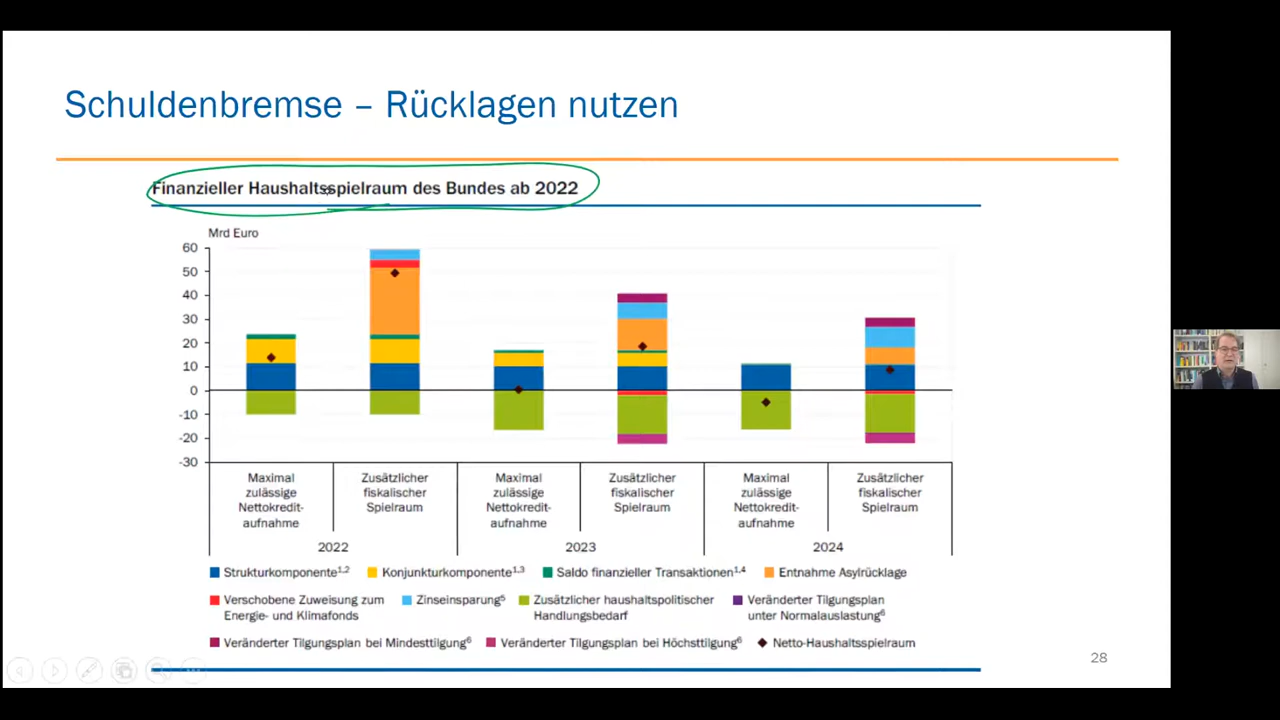 Schuldenbremse – Rücklagen nutzen
Finanzieller Haushaltsspielraum des Bundes ab 2022
Mrd Euro
60
50
40
30
20
10
0
-10
-20
-30
Maximal
zulässige
Nettokredit-
aufnahme
Zusätzlicher
fiskalischer
Spielraum
Maximal
zulässige
Nettokredit-
aufnahme
Zusätzlicher
fiskalischer
Spielraum
Maximal
zulässige
Nettokredit-
aufnahme
Zusätzlicher
fiskalischer
Spielraum
2022 2023 2024
Strukturkomponente¹,² Konjunkturkomponente¹,³ Saldo finanzieller Transaktionen¹,⁴ Entnahme Asylrücklage
Verschobene Zuweisung zum
Energie- und Klimafonds
Zinseinsparung⁵
Zusätzlicher haushaltspolitischer
Handlungsbedarf
Veränderter Tilgungsplan
unter Normalauslastung⁶
Veränderter Tilgungsplan bei Mindesttilgung⁶ Veränderter Tilgungsplan bei Höchsttilgung⁶ Netto-Haushaltsspielraum
28